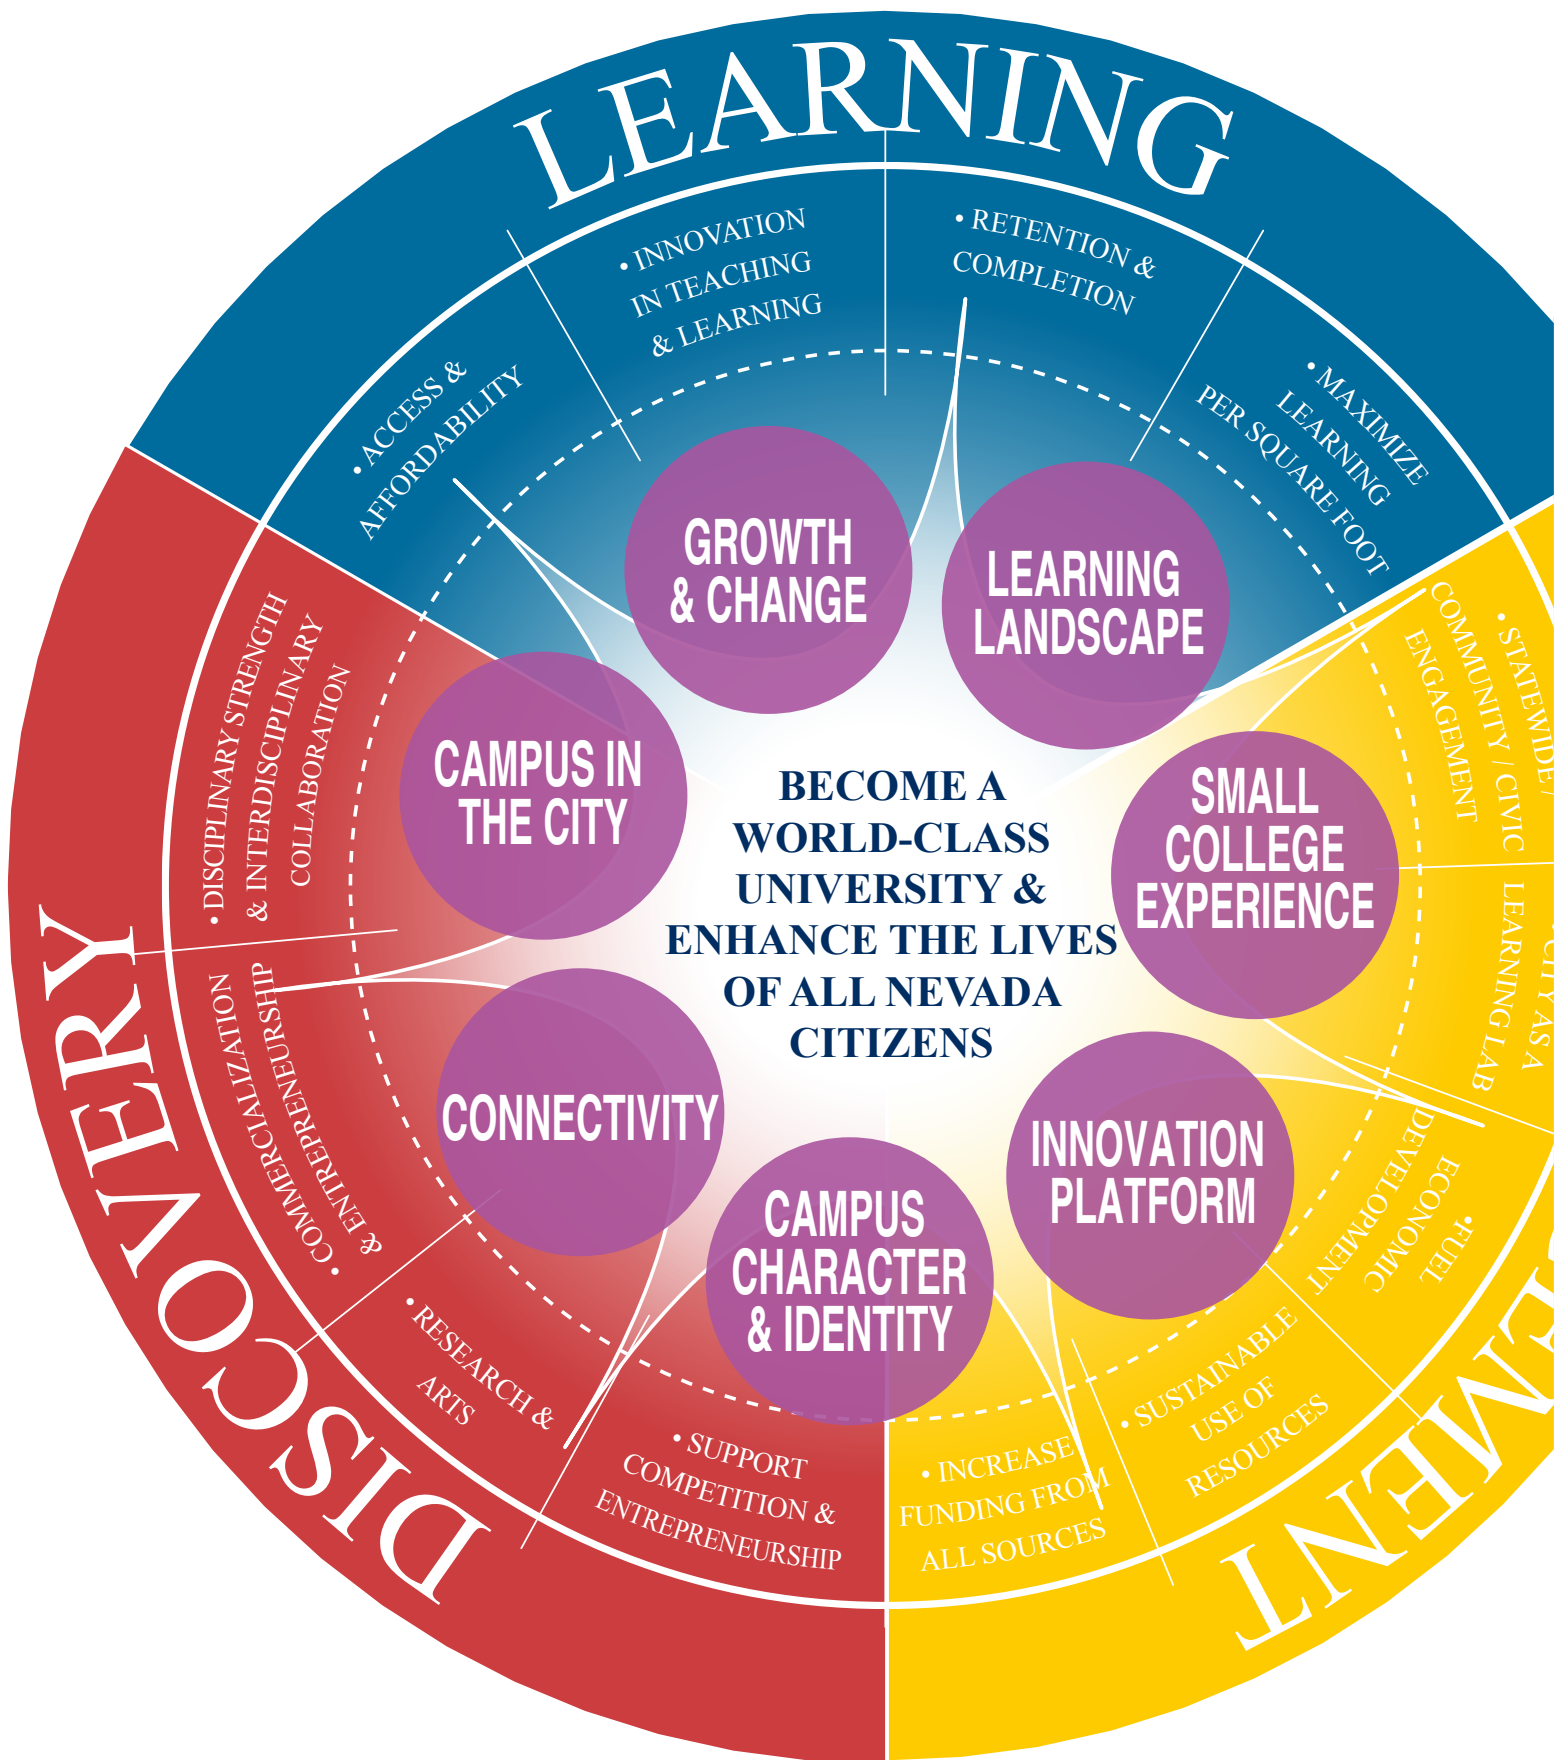 LEARNING
• INNOVATION
IN TEACHING
& LEARNING
• RETENTION &
COMPLETION
• ACCESS &
AFFORDABILITY
• MAXIMIZE
LEARNING
PER SQUARE FOOT
GROWTH
& CHANGE
LEARNING
LANDSCAPE
CAMPUS IN
THE CITY
SMALL
COLLEGE
EXPERIENCE
BECOME A
WORLD-CLASS
UNIVERSITY &
ENHANCE THE LIVES
OF ALL NEVADA
CITIZENS
CONNECTIVITY
INNOVATION
PLATFORM
CAMPUS
CHARACTER
& IDENTITY
• STATEWIDE /
COMMUNITY / CIVIC
ENGAGEMENT
• CITY AS A
LEARNING LAB
• FUEL
ECONOMIC
DEVELOPMENT
• SUSTAINABLE
USE OF
RESOURCES
• INCREASE
FUNDING FROM
ALL SOURCES
EMENT
DISCOVERY
• DISCIPLINARY STRENGTH
& INTERDISCIPLINARY
COLLABORATION
• COMMERCIALIZATION
& ENTREPRENEURSHIP
• RESEARCH &
ARTS
• SUPPORT
COMPETITION &
ENTREPRENEURSHIP